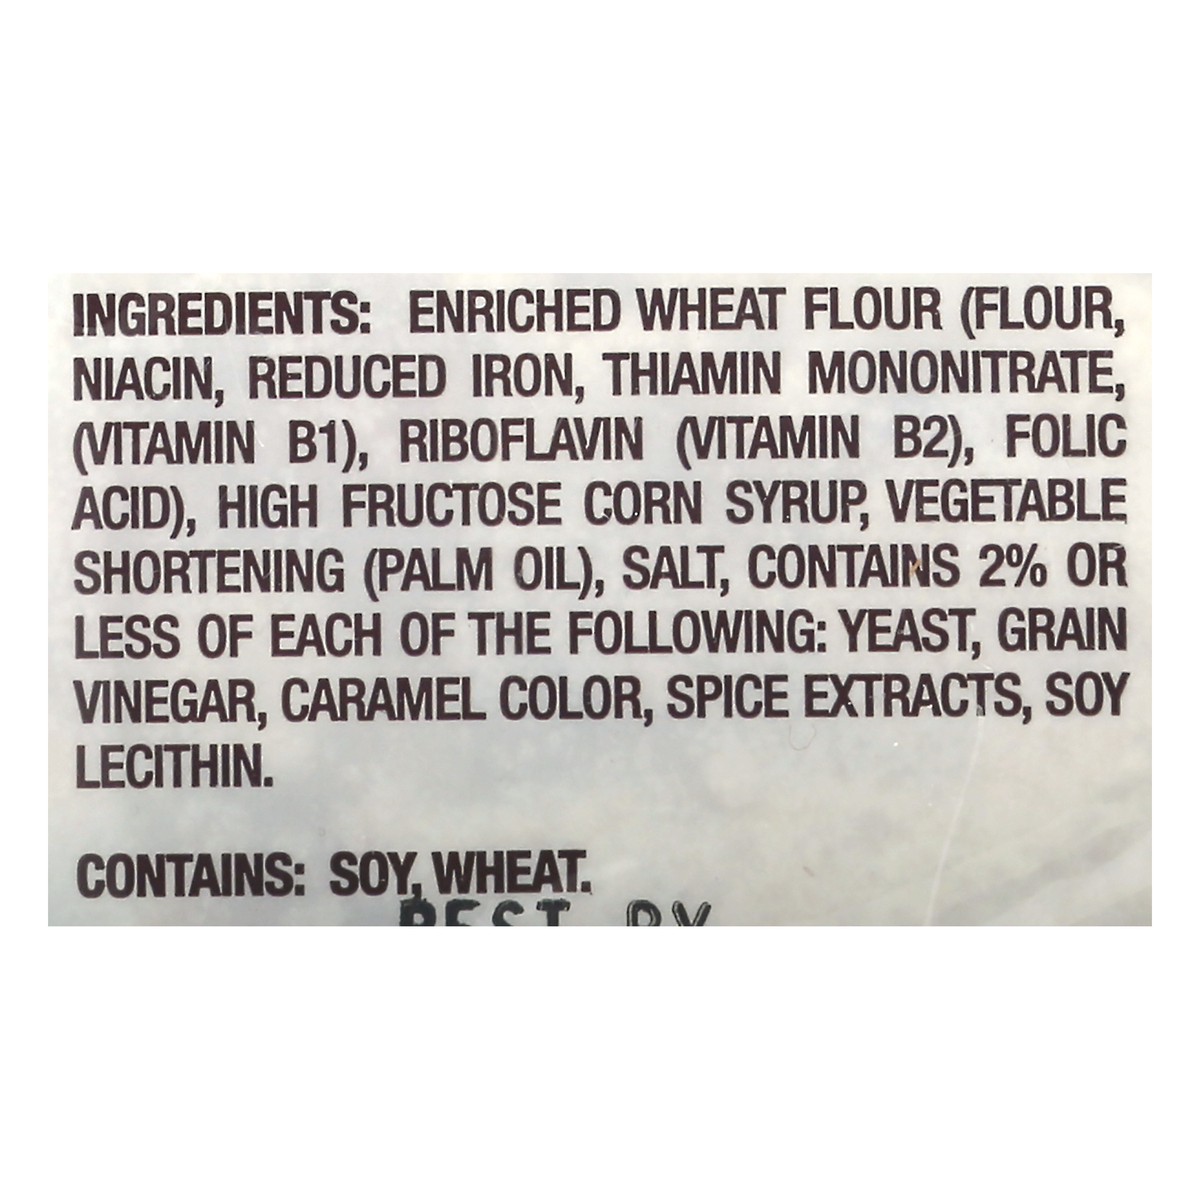 INGREDIENTS: ENRICHED WHEAT FLOUR (FLOUR,
NIACIN, REDUCED IRON, THIAMIN MONONITRATE,
(VITAMIN B1), RIBOFLAVIN (VITAMIN B2), FOLIC
ACID), HIGH FRUCTOSE CORN SYRUP, VEGETABLE
SHORTENING (PALM OIL), SALT, CONTAINS 2% OR
LESS OF EACH OF THE FOLLOWING: YEAST, GRAIN
VINEGAR, CARAMEL COLOR, SPICE EXTRACTS, SOY
LECITHIN.
CONTAINS: SOY, WHEAT.
BEST BY